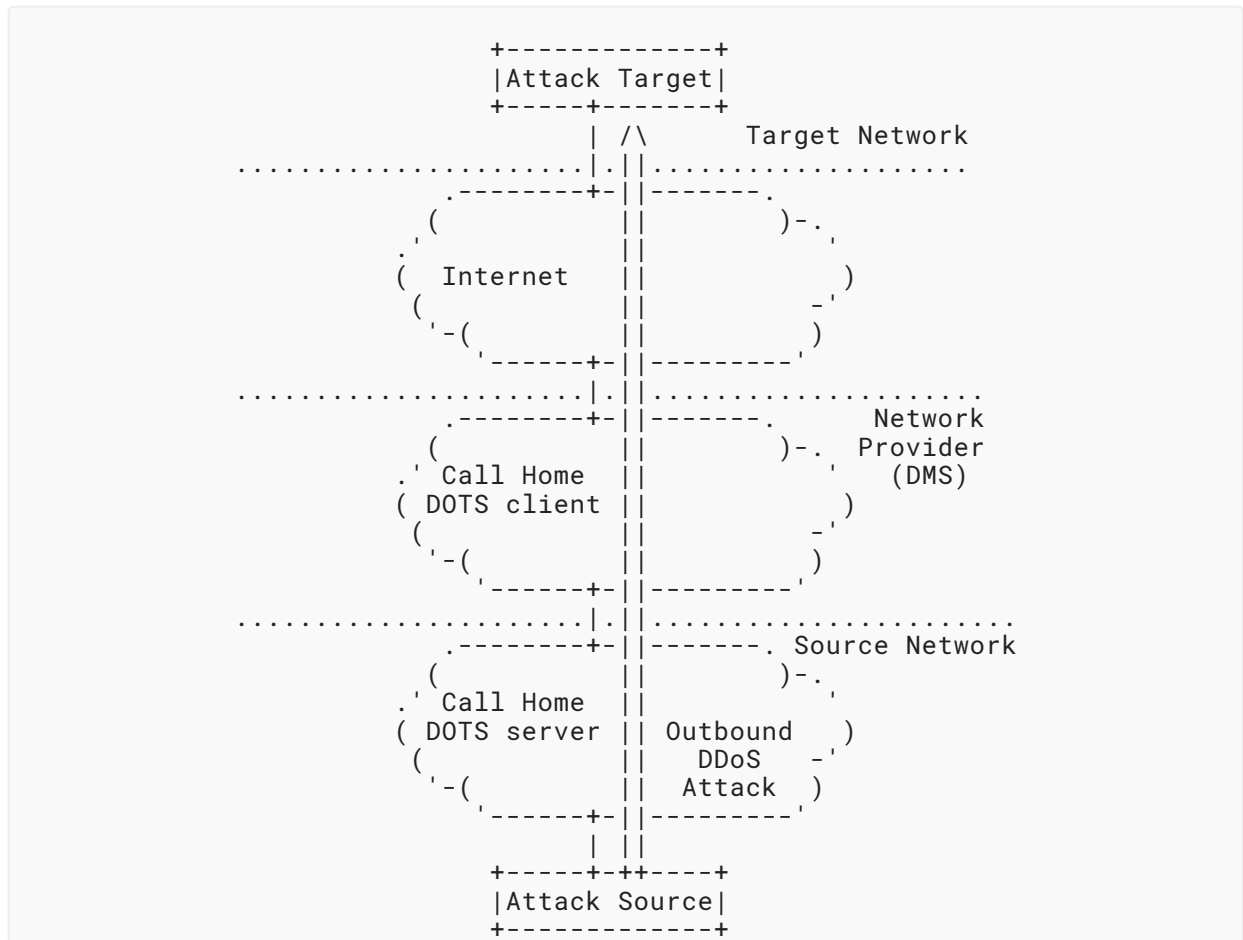 Attack Target
Target Network
Internet
Network
Provider
Call Home
(DMS)
DOTS client
Source Network
Call Home
DOTS server
Outbound
DDoS
Attack
Attack Source